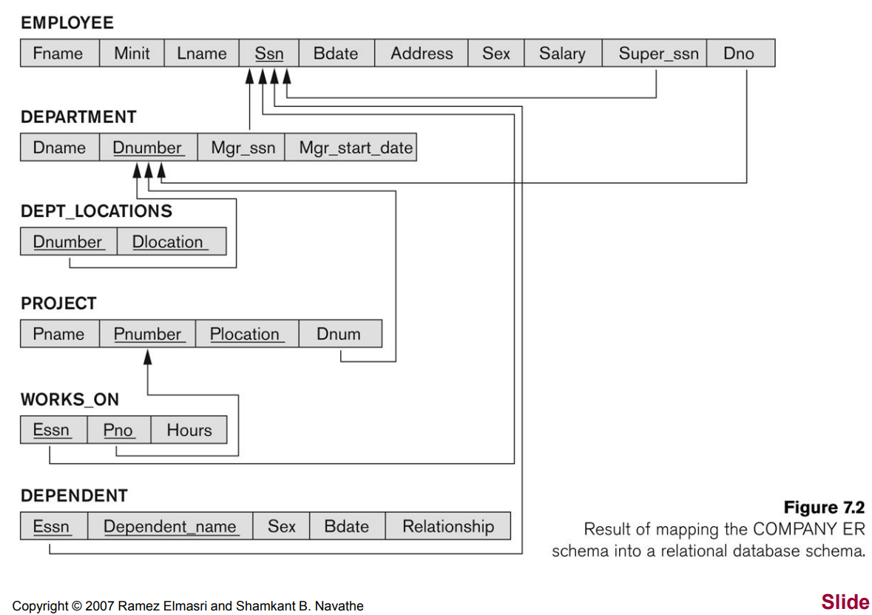 EMPLOYEE
Fname Minit Lname Ssn Bdate Address Sex Salary Super_ssn Dno
DEPARTMENT
Dname Dnumber Mgr_ssn Mgr_start_date
DEPT_LOCATIONS
Dnumber Dlocation
PROJECT
Pname Pnumber Plocation Dnum
WORKS_ON
Essn Pno Hours
DEPENDENT
Essn Dependent_name Sex Bdate Relationship
Figure 7.2
Result of mapping the COMPANY ER
schema into a relational database schema.
Copyright © 2007 Ramez Elmasri and Shamkant B. Navathe
Slide